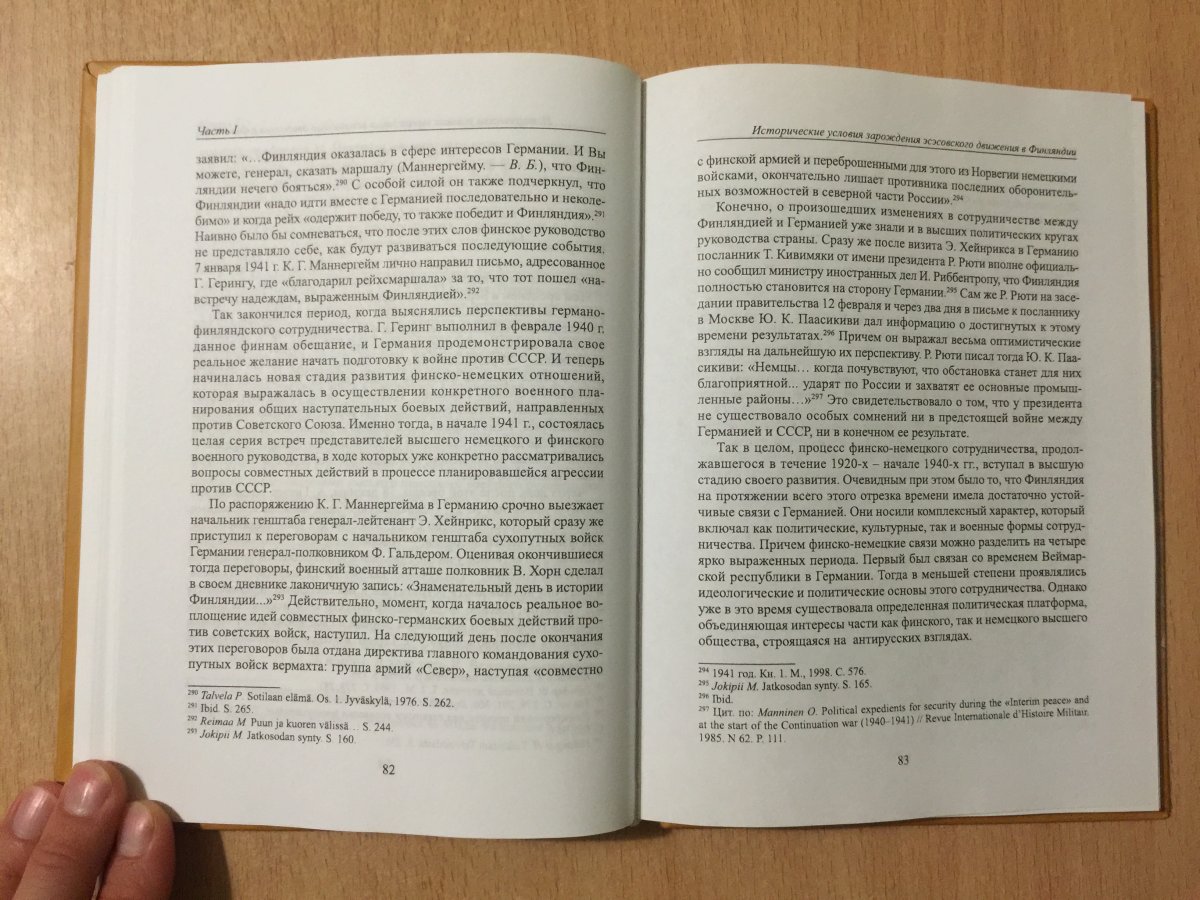 Часть I
заявил: «…Финляндия оказалась в сфере интересов Германии. И Вы
можете, генерал, сказать маршалу (Маннергейму. — В. Б.), что Фин-
ляндии нечего бояться».290 С особой силой он также подчеркнул, что
Финляндии «надо идти вместе с Германией последовательно и неколе-
бимо» и когда рейх «одержит победу, то также победит и Финляндия».291
Наивно было бы сомневаться, что после этих слов финское руководство
не представляло себе, как будут развиваться последующие события.
7 января 1941 г. К. Г. Маннергейм лично направил письмо, адресованное
Г. Герингу, где «благодарил рейхсмаршала» за то, что тот пошел «на-
встречу надеждам, выраженным Финляндией».292
Так закончился период, когда выяснялись перспективы германо-
финляндского сотрудничества. Г. Геринг выполнил в феврале 1940 г.
данное финнам обещание, и Германия продемонстрировала свое
реальное желание начать подготовку к войне против СССР. И теперь
начиналась новая стадия развития финско-немецких отношений,
которая выражалась в осуществлении конкретного военного пла-
нирования общих наступательных боевых действий, направленных
против Советского Союза. Именно тогда, в начале 1941 г., состоялась
целая серия встреч представителей высшего немецкого и финского
военного руководства, в ходе которых уже конкретно рассматривались
вопросы совместных действий в процессе планировавшейся агрессии
против СССР.
По распоряжению К. Г. Маннергейма в Германию срочно выезжает
начальник генштаба генерал-лейтенант Э. Хейнрикс, который сразу же
приступил к переговорам с начальником генштаба сухопутных войск
Германии генерал-полковником Ф. Гальдером. Оценивая окончившиеся
тогда переговоры, финский военный атташе полковник В. Хорн сделал
в своем дневнике лаконичную запись: «Знаменательный день в истории
Финляндии...»293 Действительно, момент, когда началось реальное во-
площение идей совместных финско-германских боевых действий про-
тив советских войск, наступил. На следующий день после окончания
этих переговоров была отдана директива главного командования сухо-
путных войск вермахта: группа армий «Север», наступая «совместно
290 Talvela P. Sotilaan elämä. Os. 1. Jyväskylä, 1976. S. 262.
291 Ibid. S. 265.
292 Reimaa M. Puun ja kuoren välissä… S. 244.
293 Jokipii M. Jatkosodan synty. S. 160.
82
Исторические условия зарождения эсэсовского движения в Финляндии
с финской армией и переброшенными для этого из Норвегии немецкими
войсками, окончательно лишает противника последних оборонитель-
ных возможностей в северной части России».294
Конечно, о произошедших изменениях в сотрудничестве между
Финляндией и Германией уже знали и в высших политических кругах
руководства страны. Сразу же после визита Э. Хейнрикса в Германию
посланник Т. Кивимяки от имени президента Р. Рюти вполне официаль-
но сообщил министру иностранных дел И. Риббентропу, что Финляндия
полностью становится на сторону Германии.295 Сам же Р. Рюти на засе-
дании правительства 12 февраля и через два дня в письме к посланнику
в Москве Ю. К. Паасикиви дал информацию о достигнутых к этому
времени результатах.296 Причем он выражал весьма оптимистические
взгляды на дальнейшую их перспективу. Р. Рюти писал тогда Ю. К. Паа-
сикиви: «Немцы… когда почувствуют, что обстановка станет для них
благоприятной... ударят по России и захватят ее основные промыш-
ленные районы…»297 Это свидетельствовало о том, что у президента
не существовало особых сомнений ни в предстоящей войне между
Германией и СССР, ни в конечном ее результате.
Так в целом, процесс финско-немецкого сотрудничества, продол-
жавшегося в течение 1920-х – начале 1940-х гг., вступал в высшую
стадию своего развития. Очевидным при этом было то, что Финляндия
на протяжении всего этого отрезка времени имела достаточно устой-
чивые связи с Германией. Они носили комплексный характер, который
включал как политические, культурные, так и военные формы сотруд-
ничества. Причем финско-немецкие связи можно разделить на четыре
ярко выраженных периода. Первый был связан со временем Веймар-
ской республики в Германии. Тогда в меньшей степени проявлялись
идеологические и политические основы этого сотрудничества. Однако
уже в это время существовала определенная политическая платформа,
объединяющая интересы части как финского, так и немецкого высшего
общества, строящаяся на антирусских взглядах.
294 1941 год. Кн. 1. М., 1998. С. 576.
295 Jokipii M. Jatkosodan synty. S. 165.
296 Ibid.
297 Цит. по: Manninen O. Political expedients for security during the «Interim peace» and
at the start of the Continuation war (1940–1941) // Revue Internationale d'Histoire Militair.
1985. N 62. P. 111.
83